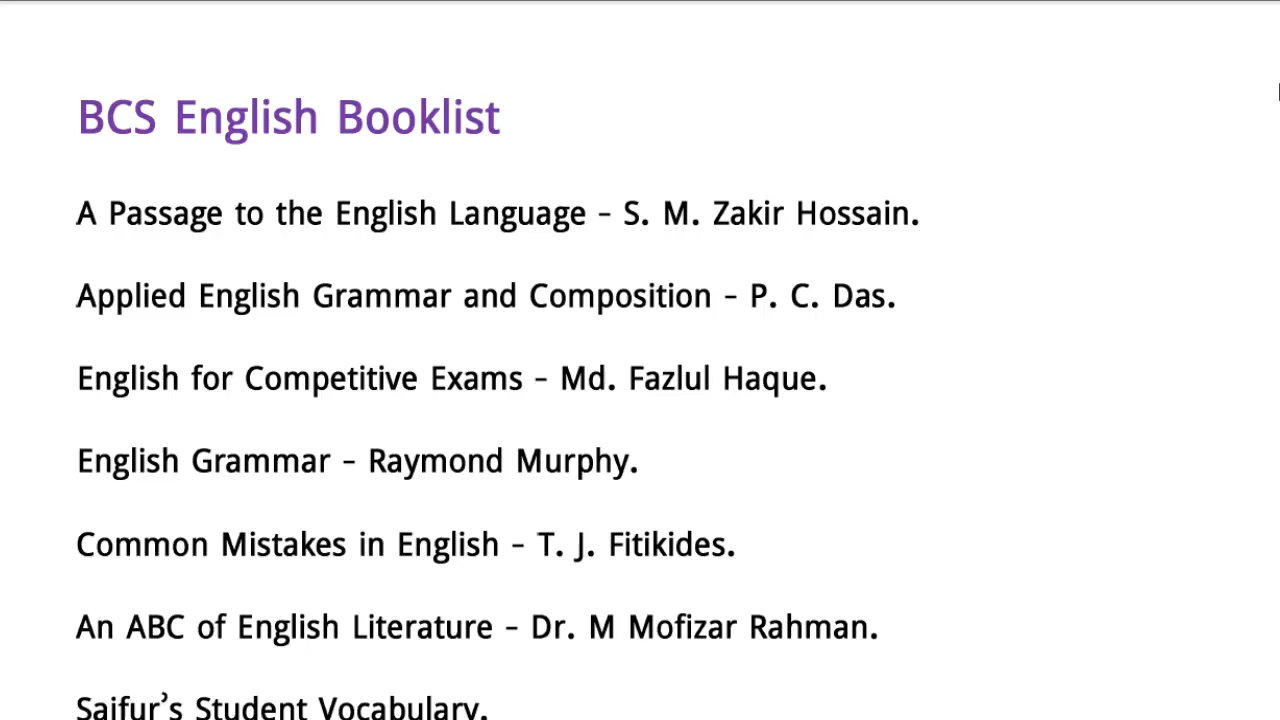 BCS English Booklist
A Passage to the English Language – S. M. Zakir Hossain.
Applied English Grammar and Composition – P. C. Das.
English for Competitive Exams – Md. Fazlul Haque.
English Grammar – Raymond Murphy.
Common Mistakes in English – T. J. Fitikides.
An ABC of English Literature – Dr. M Mofizar Rahman.
Saifur’s Student Vocabulary.